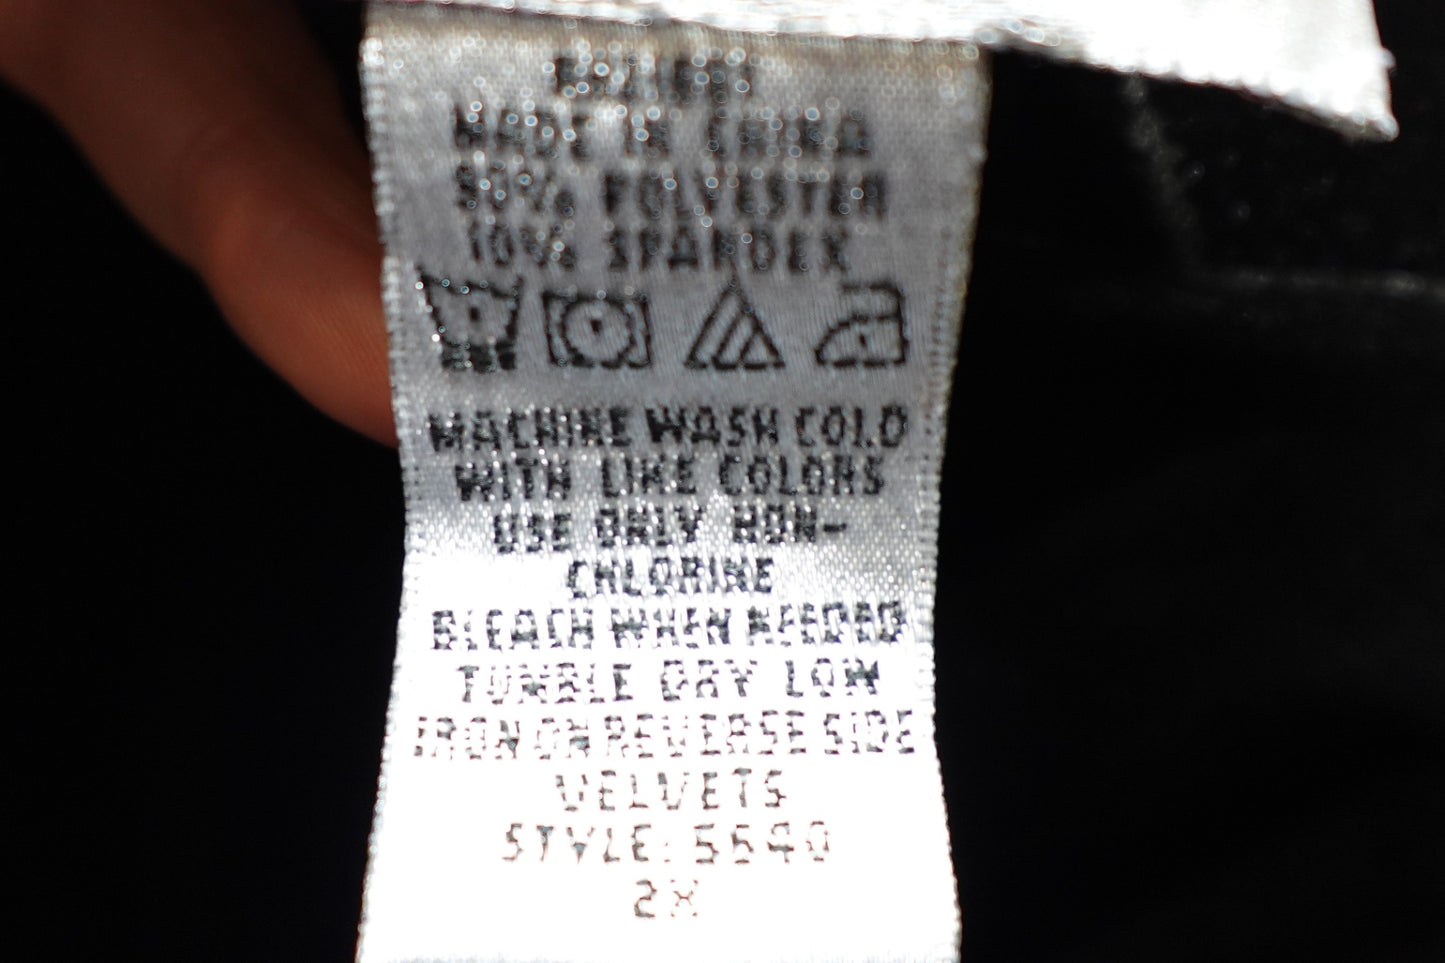 MADE IN CHINA
90% POLYESTER
10% SPANDEX
MACHINE WASH COLD
WITH LIKE COLORS
USE ONLY NON-
CHLORINE
BLEACH WHEN NEEDED
TUMBLE DRY LOW
IRON ON REVERSE SIDE
VELVETS
STYLE: 5540
2X